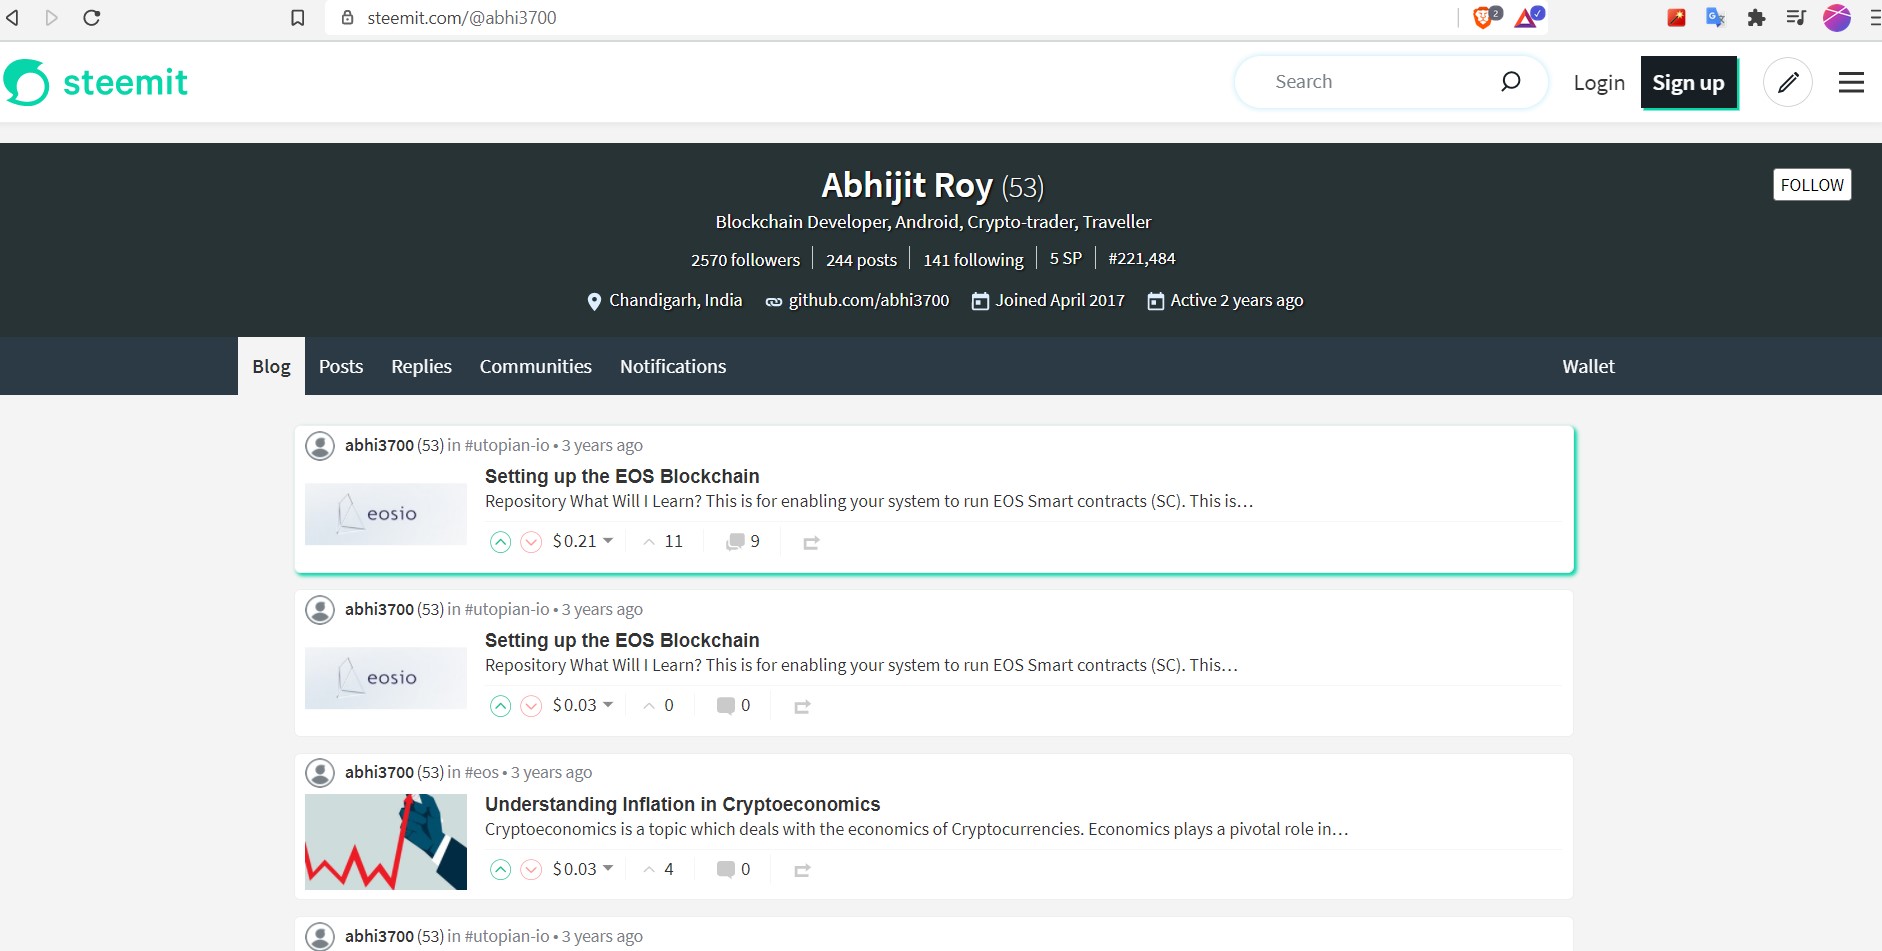 steemit.com/@abhi3700
2
steemit
Search
Login
Sign up
Abhijit Roy (53)
FOLLOW
Blockchain Developer, Android, Crypto-trader, Traveller
2570 followers 244 posts 141 following 5 SP #221,484
Chandigarh, India github.com/abhi3700 Joined April 2017 Active 2 years ago
Blog Posts Replies Communities Notifications Wallet
abhi3700 (53) in #utopian-io • 3 years ago
Setting up the EOS Blockchain
Repository What Will I Learn? This is for enabling your system to run EOS Smart contracts (SC). This is…
eosio
$ 0.21 11 9
abhi3700 (53) in #utopian-io • 3 years ago
Setting up the EOS Blockchain
Repository What Will I Learn? This is for enabling your system to run EOS Smart contracts (SC). This…
eosio
$ 0.03 0 0
abhi3700 (53) in #eos • 3 years ago
Understanding Inflation in Cryptoeconomics
Cryptoeconomics is a topic which deals with the economics of Cryptocurrencies. Economics plays a pivotal role in…
$ 0.03 4 0
abhi3700 (53) in #utopian-io • 3 years ago